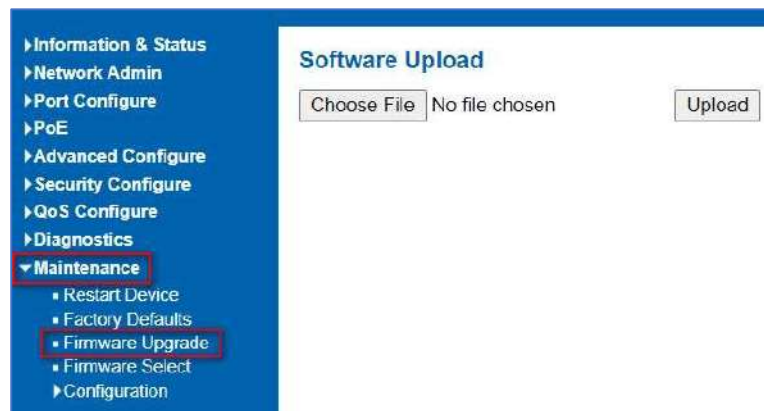 Information & Status
Network Admin
Port Configure
PoE
Advanced Configure
Security Configure
QoS Configure
Diagnostics
Maintenance
Restart Device
Factory Defaults
Firmware Upgrade
Firmware Select
Configuration
Software Upload
Choose File No file chosen Upload